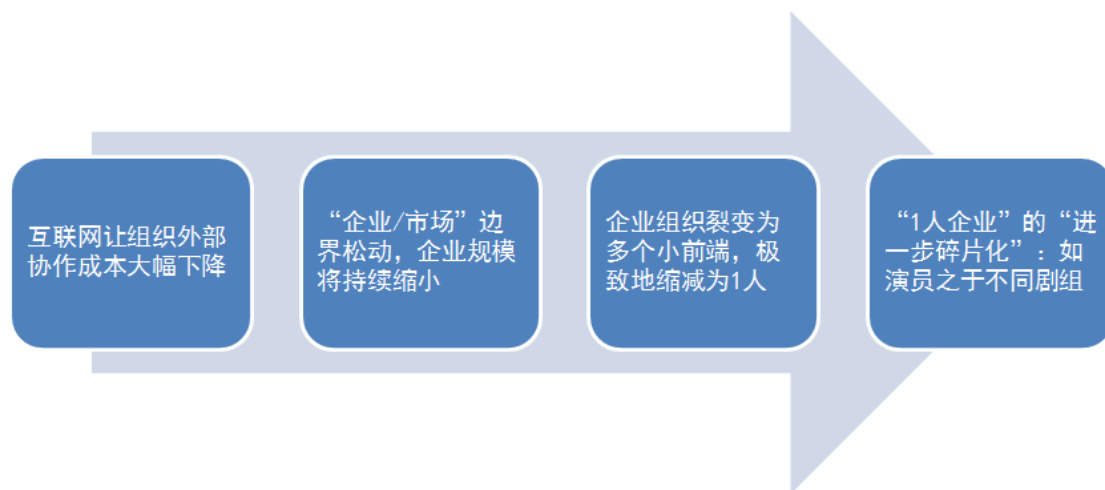 互联网让组织外部
协作成本大幅下降
“企业/市场”边
界松动，企业规模
将持续缩小
企业组织裂变为
多个小前端，极
致地缩减为1人
“1人企业”的“进
一步碎片化”：如
演员之于不同剧组